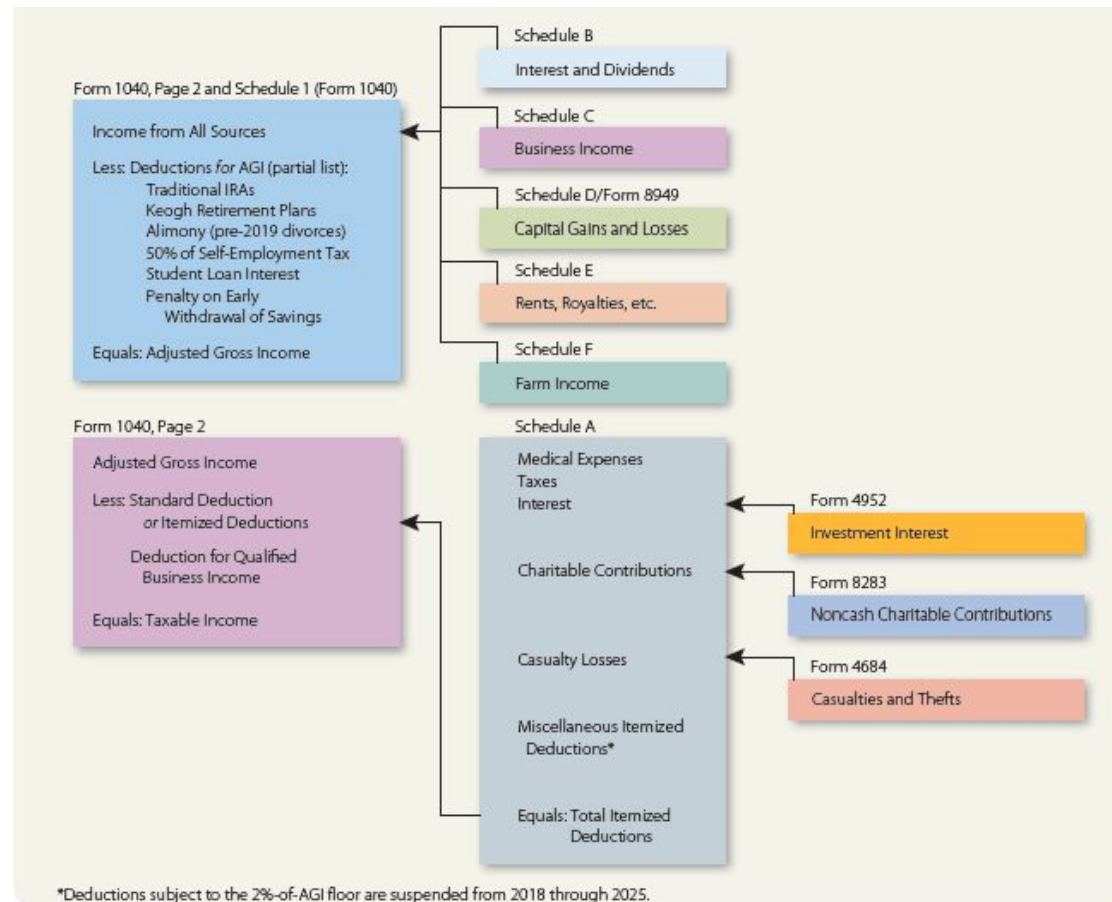 Schedule B
Interest and Dividends
Form 1040, Page 2 and Schedule 1 (Form 1040)
Income from All Sources
Less: Deductions for AGI (partial list):
Traditional IRAs
Keogh Retirement Plans
Alimony (pre-2019 divorces)
50% of Self-Employment Tax
Student Loan Interest
Penalty on Early
Withdrawal of Savings
Equals: Adjusted Gross Income
Schedule C
Business Income
Schedule D/Form 8949
Capital Gains and Losses
Schedule E
Rents, Royalties, etc.
Schedule F
Farm Income
Form 1040, Page 2
Adjusted Gross Income
Less: Standard Deduction
or Itemized Deductions
Deduction for Qualified
Business Income
Equals: Taxable Income
Schedule A
Medical Expenses
Taxes
Interest
Charitable Contributions
Casualty Losses
Miscellaneous Itemized
Deductions*
Equals: Total Itemized
Deductions
Form 4952
Investment Interest
Form 8283
Noncash Charitable Contributions
Form 4684
Casualties and Thefts
*Deductions subject to the 2%-of-AGI floor are suspended from 2018 through 2025.